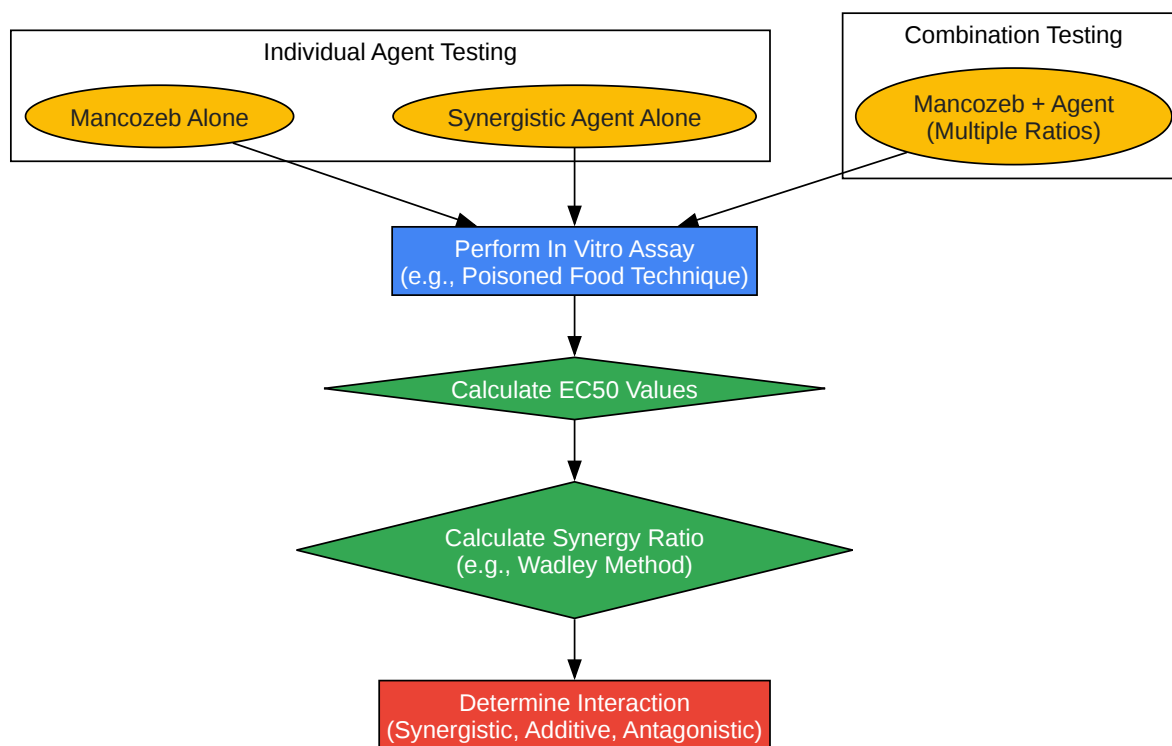 Individual Agent Testing
Combination Testing
Mancozeb Alone
Synergistic Agent Alone
Mancozeb + Agent
(Multiple Ratios)
Perform In Vitro Assay
(e.g., Poisoned Food Technique)
Calculate EC50 Values
Calculate Synergy Ratio
(e.g., Wadley Method)
Determine Interaction
(Synergistic, Additive, Antagonistic)